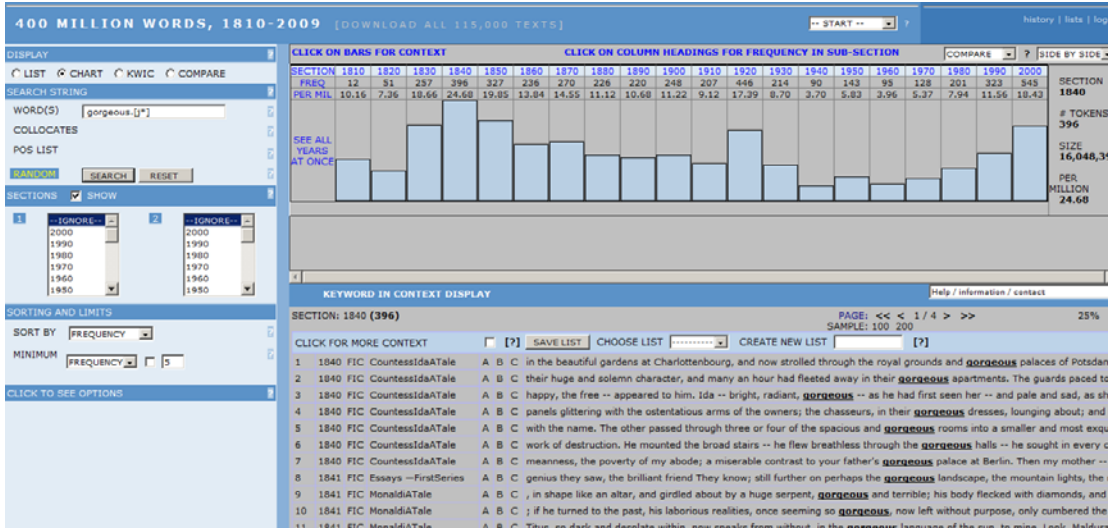 400 MILLION WORDS, 1810-2009 [DOWNLOAD ALL 115,000 TEXTS]
-- START -- ?
history | lists | log
DISPLAY ?
LIST CHART KWIC COMPARE
SEARCH STRING
WORD(S) gorgeous.[j*]
COLLOCATES
POS LIST
RANDOM SEARCH RESET
SECTIONS SHOW ?
1 2
--IGNORE-- --IGNORE--
2000 2000
1990 1990
1980 1980
1970 1970
1960 1960
1950 1950
SORTING AND LIMITS
SORT BY FREQUENCY
MINIMUM FREQUENCY 5
CLICK TO SEE OPTIONS ?
CLICK ON BARS FOR CONTEXT CLICK ON COLUMN HEADINGS FOR FREQUENCY IN SUB-SECTION COMPARE ? SIDE BY SIDE
SECTION 1810 1820 1830 1840 1850 1860 1870 1880 1890 1900 1910 1920 1930 1940 1950 1960 1970 1980 1990 2000
FREQ 12 51 257 396 327 236 270 226 220 248 207 446 214 90 143 95 128 201 323 545
PER MIL 10.16 7.36 18.66 24.68 19.85 13.84 14.55 11.12 10.68 11.22 9.12 17.39 8.70 3.70 5.83 3.96 5.37 7.94 11.56 18.43
SEE ALL
YEARS
AT ONCE
SECTION
1840
# TOKENS
396
SIZE
16,048,39
PER
MILLION
24.68
KEYWORD IN CONTEXT DISPLAY
Help / information / contact
SECTION: 1840 (396)
PAGE: << < 1 / 4 > >> 25%
SAMPLE: 100 200
CLICK FOR MORE CONTEXT [?] SAVE LIST CHOOSE LIST ---------- CREATE NEW LIST [?]
1 1840 FIC CountessIdaATale A B C in the beautiful gardens at Charlottenbourg, and now strolled through the royal grounds and gorgeous palaces of Potsdam
2 1840 FIC CountessIdaATale A B C their huge and solemn character, and many an hour had fleeted away in their gorgeous apartments. The guards paced to
3 1840 FIC CountessIdaATale A B C happy, the free -- appeared to him. Ida -- bright, radiant, gorgeous -- as he had first seen her -- and pale and sad, as sh
4 1840 FIC CountessIdaATale A B C panels glittering with the ostentatious arms of the owners; the chasseurs, in their gorgeous dresses, lounging about; and
5 1840 FIC CountessIdaATale A B C with the name. The other passed through three or four of the spacious and gorgeous rooms into a smaller and most exqu
6 1840 FIC CountessIdaATale A B C work of destruction. He mounted the broad stairs -- he flew breathless through the gorgeous halls -- he sought in every c
7 1840 FIC CountessIdaATale A B C meanness, the poverty of my abode; a miserable contrast to your father's gorgeous palace at Berlin. Then my mother --
8 1841 FIC Essays —FirstSeries A B C genius they saw, the brilliant friend They know; still further on perhaps the gorgeous landscape, the mountain lights, the
9 1841 FIC MonaldiATale A B C , in shape like an altar, and girdled about by a huge serpent, gorgeous and terrible; his body flecked with diamonds, and
10 1841 FIC MonaldiATale A B C ; if he turned to the past, his laborious realities, once seeming so gorgeous, now left without purpose, only cumbered the
11 1841 FIC MonaldiATale A B C